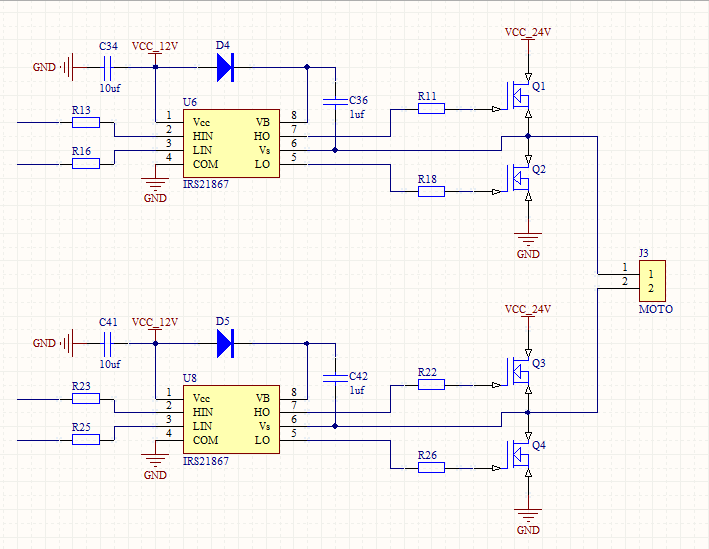 VCC_24V
C34
VCC_12V
D4
GND
10uf
Q1
R11
C36
1uf
U6
R13
1 Vcc VB 8
2 HIN HO 7
3 LIN Vs 6
4 COM LO 5
R16
IRS21867
GND
Q2
R18
GND
J3
1 1
2 2
MOTO
VCC_24V
C41
VCC_12V
D5
GND
10uf
Q3
R22
C42
1uf
U8
R23
1 Vcc VB 8
2 HIN HO 7
3 LIN Vs 6
4 COM LO 5
R25
IRS21867
GND
Q4
R26
GND